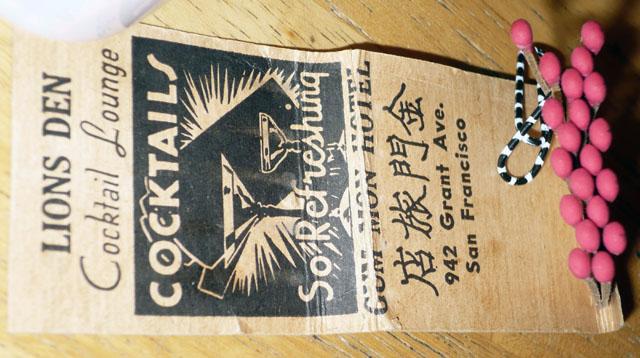 LIONS DEN
Cocktail Lounge
COCKTAILS
So Refreshing
GUM MON HOTEL
金門旅店
942 Grant Ave.
San Francisco